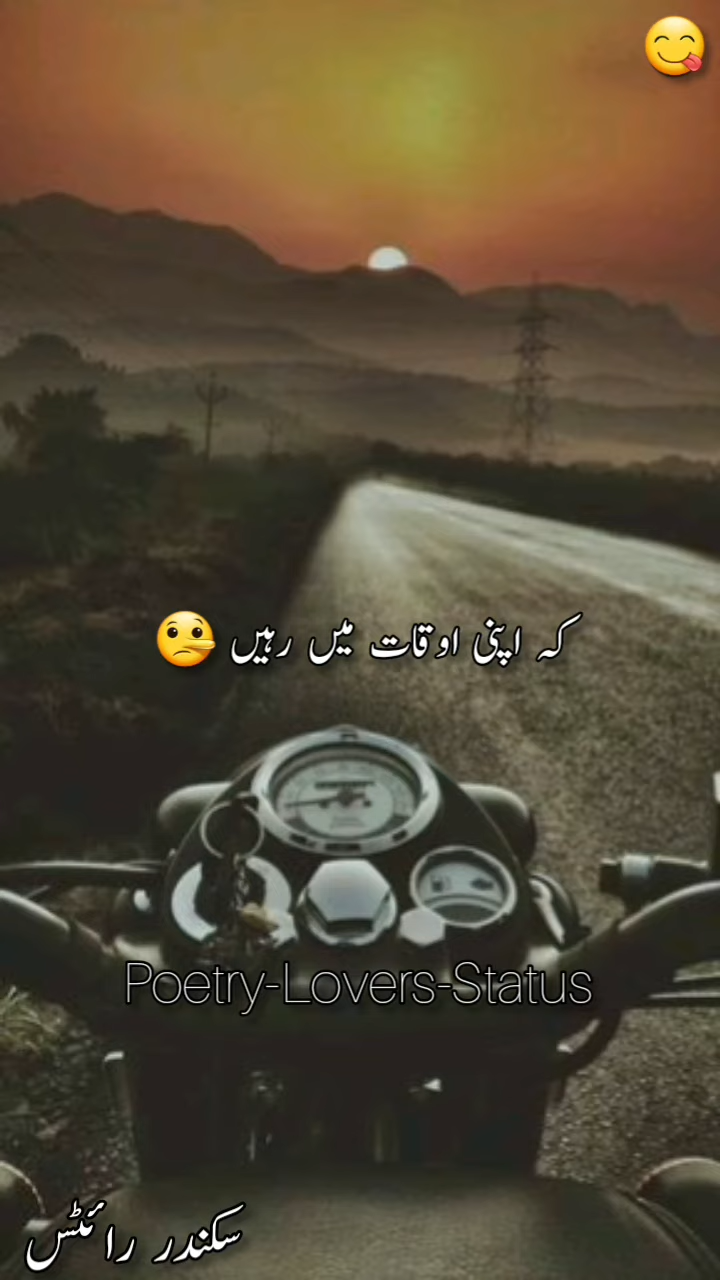 کہ اپنی اوقات میں رہیں 🤥
Poetry-Lovers-Status
سکندر رائٹس